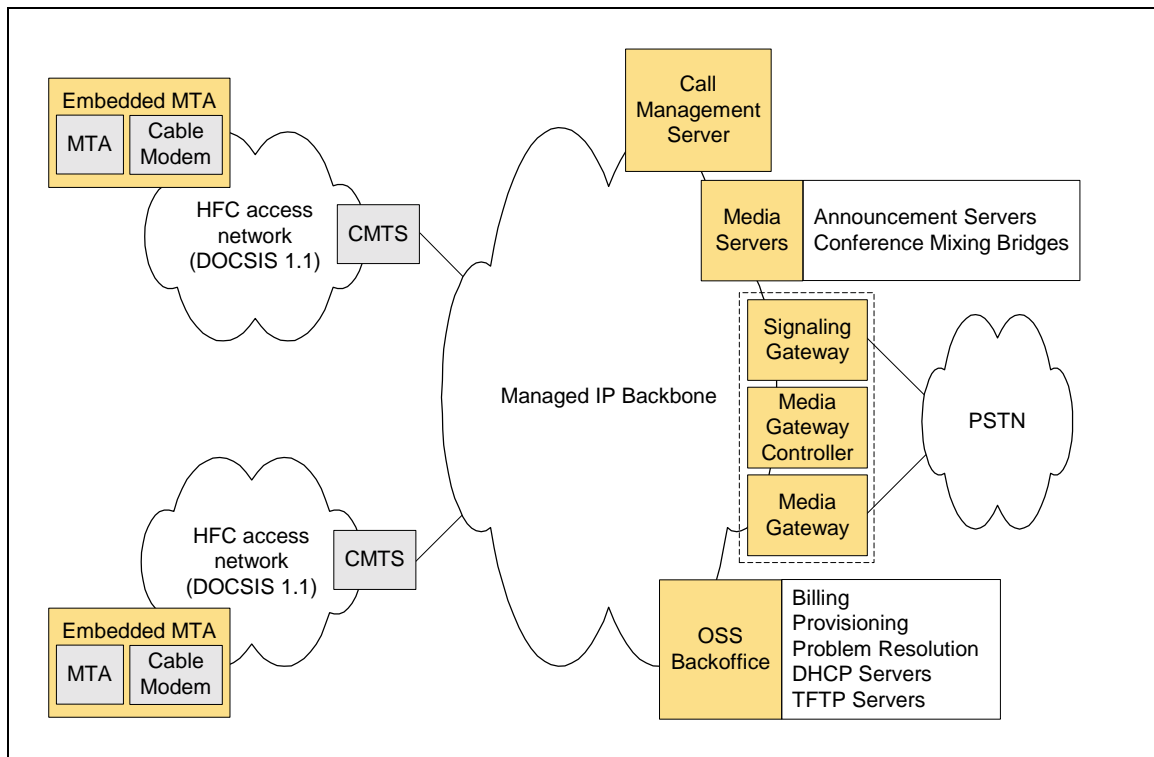 Embedded MTA
MTA
Cable
Modem
HFC access
network
(DOCSIS 1.1)
CMTS
Call
Management
Server
Media
Servers
Announcement Servers
Conference Mixing Bridges
Signaling
Gateway
Managed IP Backbone
Media
Gateway
Controller
PSTN
Media
Gateway
HFC access
network
(DOCSIS 1.1)
CMTS
Embedded MTA
MTA
Cable
Modem
OSS
Backoffice
Billing
Provisioning
Problem Resolution
DHCP Servers
TFTP Servers